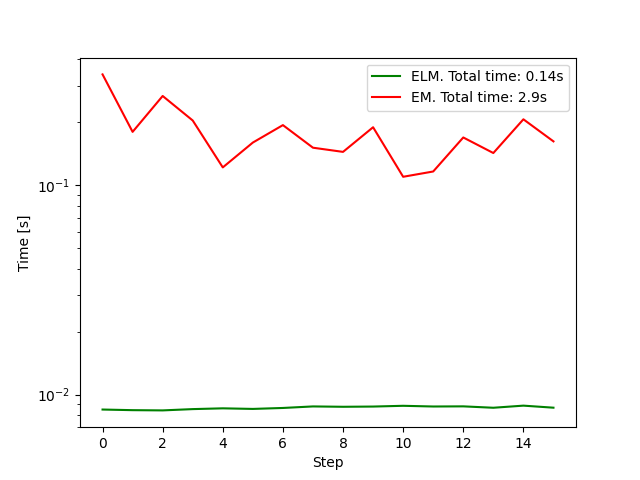 ELM. Total time: 0.14s
EM. Total time: 2.9s
10⁻¹
10⁻²
Time [s]
0 2 4 6 8 10 12 14
Step